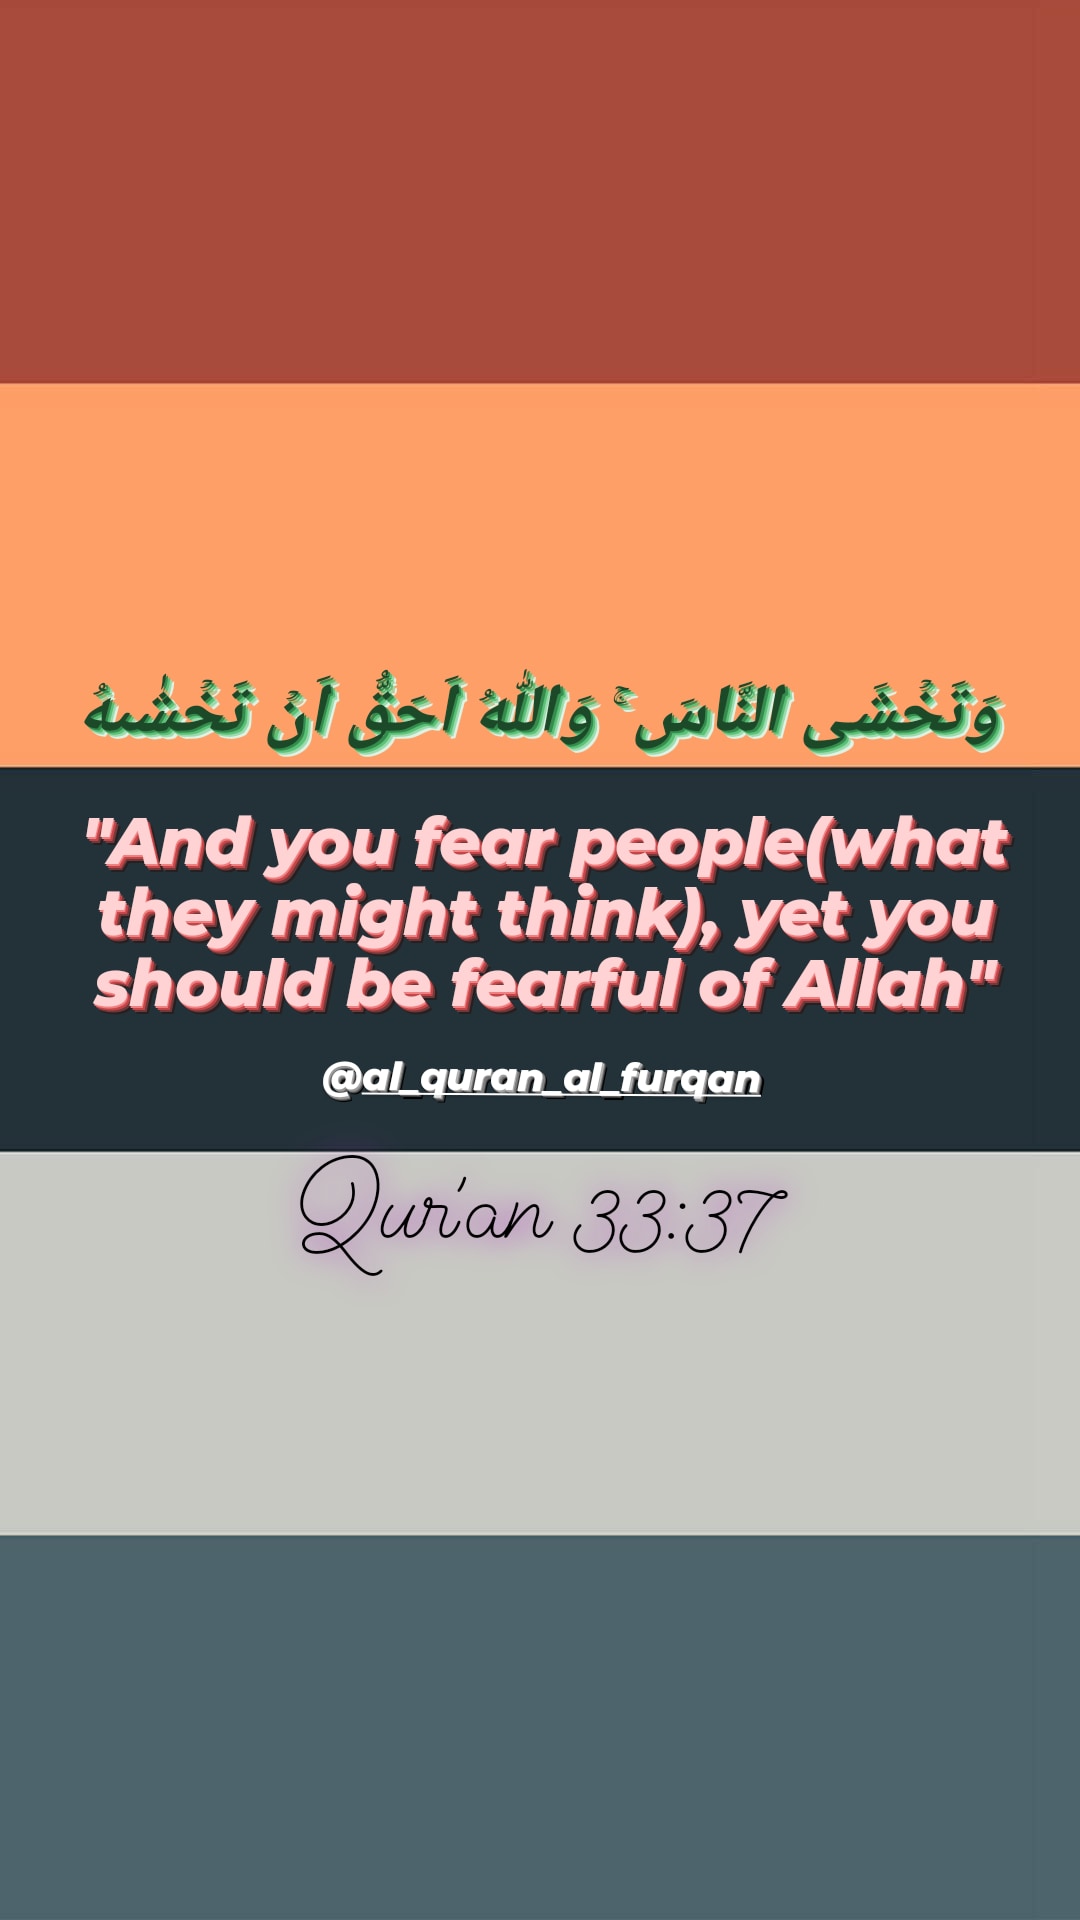 وَتَخْشَى النَّاسَ ۚ وَاللّٰهُ اَحَقُّ اَنْ تَخْشٰىهُ
"And you fear people(what
they might think), yet you
should be fearful of Allah"
@al_quran_al_furqan
Qur'an 33:37